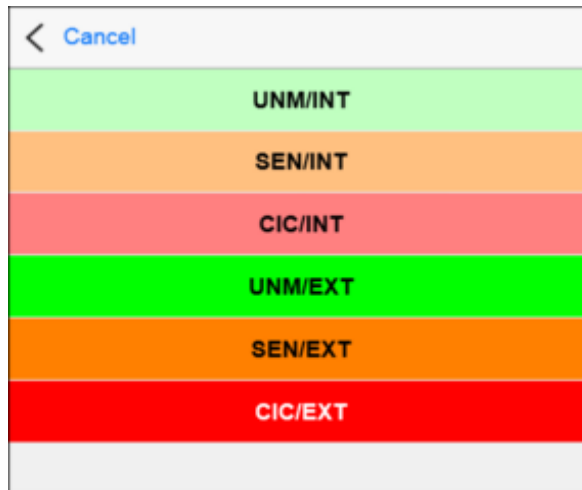 Cancel
UNM/INT
SEN/INT
CIC/INT
UNM/EXT
SEN/EXT
CIC/EXT